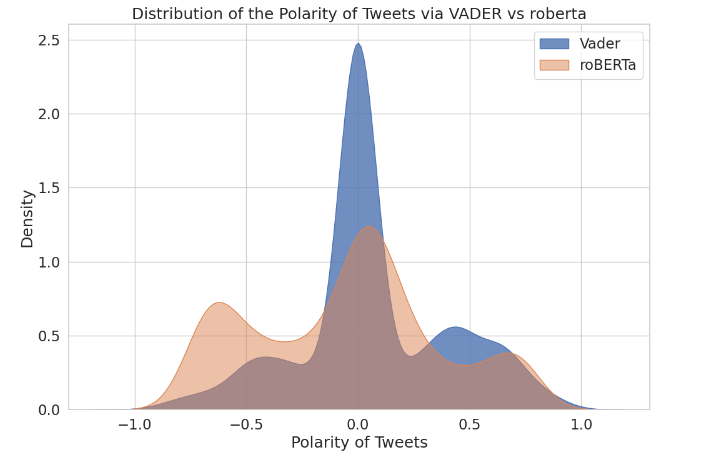 Distribution of the Polarity of Tweets via VADER vs roberta
Vader
roBERTa
Density
2.5
2.0
1.5
1.0
0.5
0.0
−1.0 −0.5 0.0 0.5 1.0
Polarity of Tweets